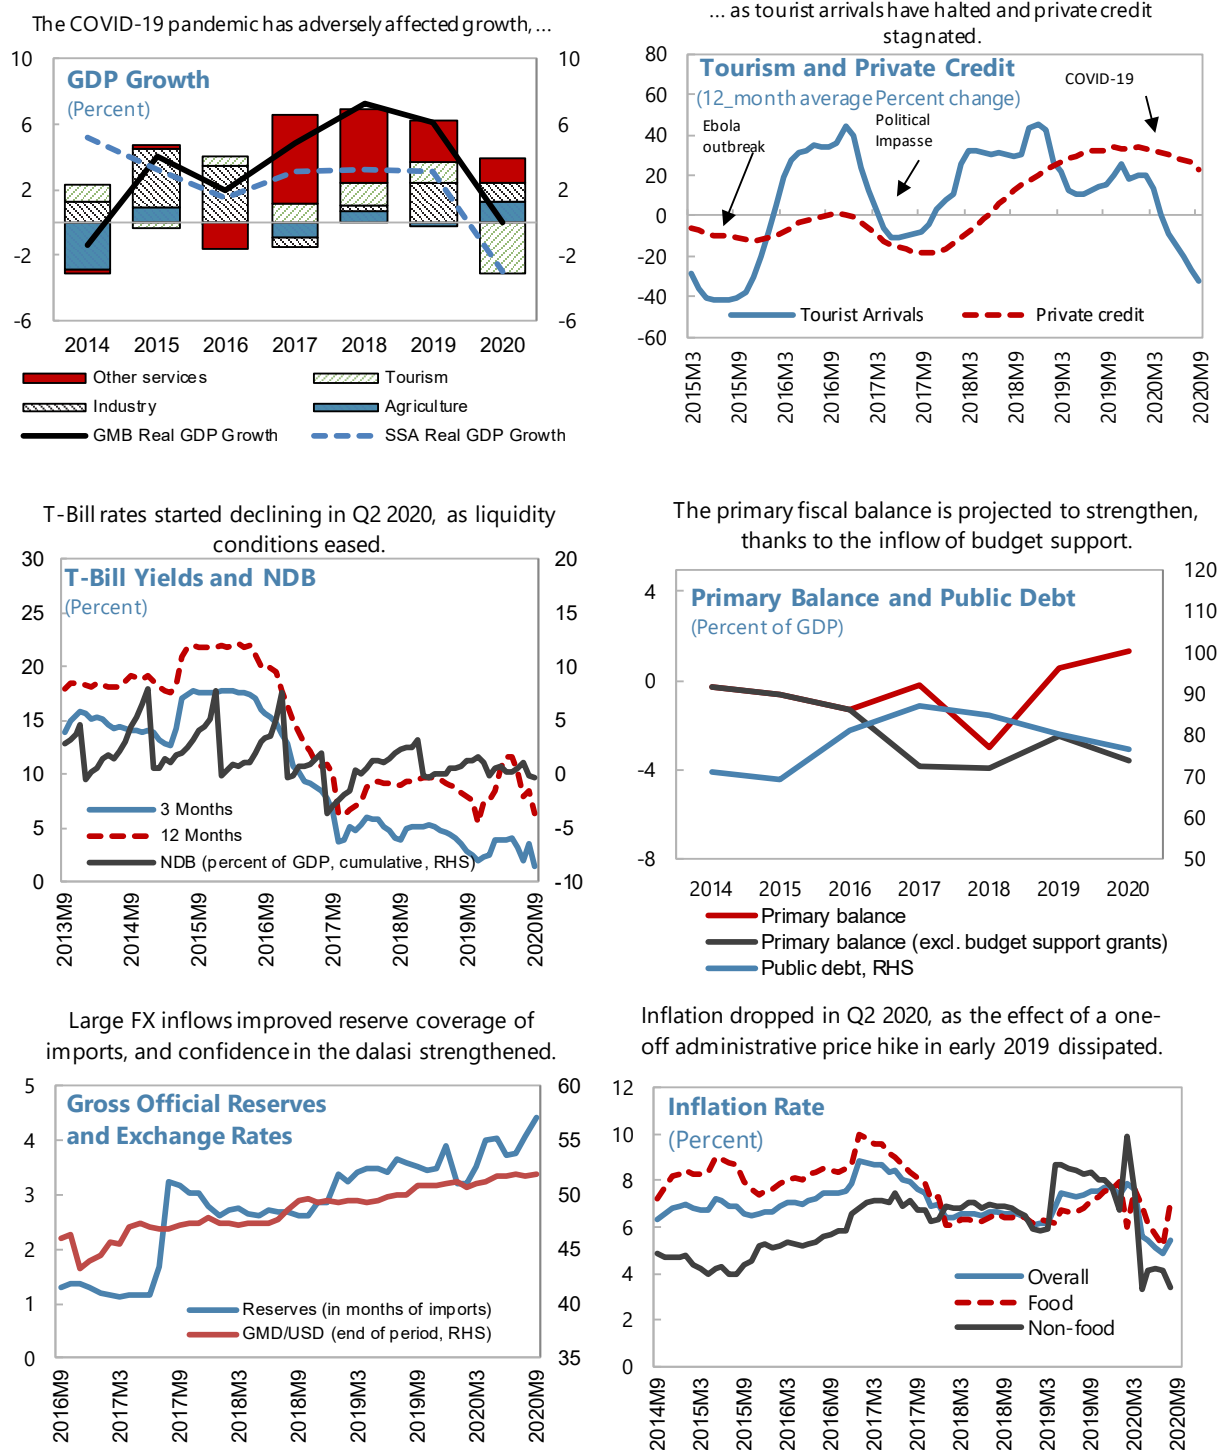 The COVID-19 pandemic has adversely affected growth, ...
10
6
2
-2
-6
GDP Growth
(Percent)
10
6
2
-2
-6
2014 2015 2016 2017 2018 2019 2020
Other services
Tourism
Industry
Agriculture
GMB Real GDP Growth
SSA Real GDP Growth
... as tourist arrivals have halted and private credit
stagnated.
80
60
40
20
0
-20
-40
-60
Tourism and Private Credit
(12_month average Percent change)
Ebola
outbreak
Political
Impasse
COVID-19
Tourist Arrivals
Private credit
2015M3
2015M9
2016M3
2016M9
2017M3
2017M9
2018M3
2018M9
2019M3
2019M9
2020M3
2020M9
T-Bill rates started declining in Q2 2020, as liquidity
conditions eased.
30
25
20
15
10
5
0
T-Bill Yields and NDB
(Percent)
20
15
10
5
0
-5
-10
3 Months
12 Months
NDB (percent of GDP, cumulative, RHS)
2013M9
2014M9
2015M9
2016M9
2017M9
2018M9
2019M9
2020M9
The primary fiscal balance is projected to strengthen,
thanks to the inflow of budget support.
4
0
-4
-8
Primary Balance and Public Debt
(Percent of GDP)
120
110
100
90
80
70
60
50
2014 2015 2016 2017 2018 2019 2020
Primary balance
Primary balance (excl. budget support grants)
Public debt, RHS
Large FX inflows improved reserve coverage of
imports, and confidence in the dalasi strengthened.
5
4
3
2
1
0
Gross Official Reserves
and Exchange Rates
60
55
50
45
40
35
Reserves (in months of imports)
GMD/USD (end of period, RHS)
2016M9
2017M3
2017M9
2018M3
2018M9
2019M3
2019M9
2020M3
2020M9
Inflation dropped in Q2 2020, as the effect of a one-
off administrative price hike in early 2019 dissipated.
12
10
8
6
4
2
0
Inflation Rate
(Percent)
Overall
Food
Non-food
2014M9
2015M3
2015M9
2016M3
2016M9
2017M3
2017M9
2018M3
2018M9
2019M3
2019M9
2020M3
2020M9